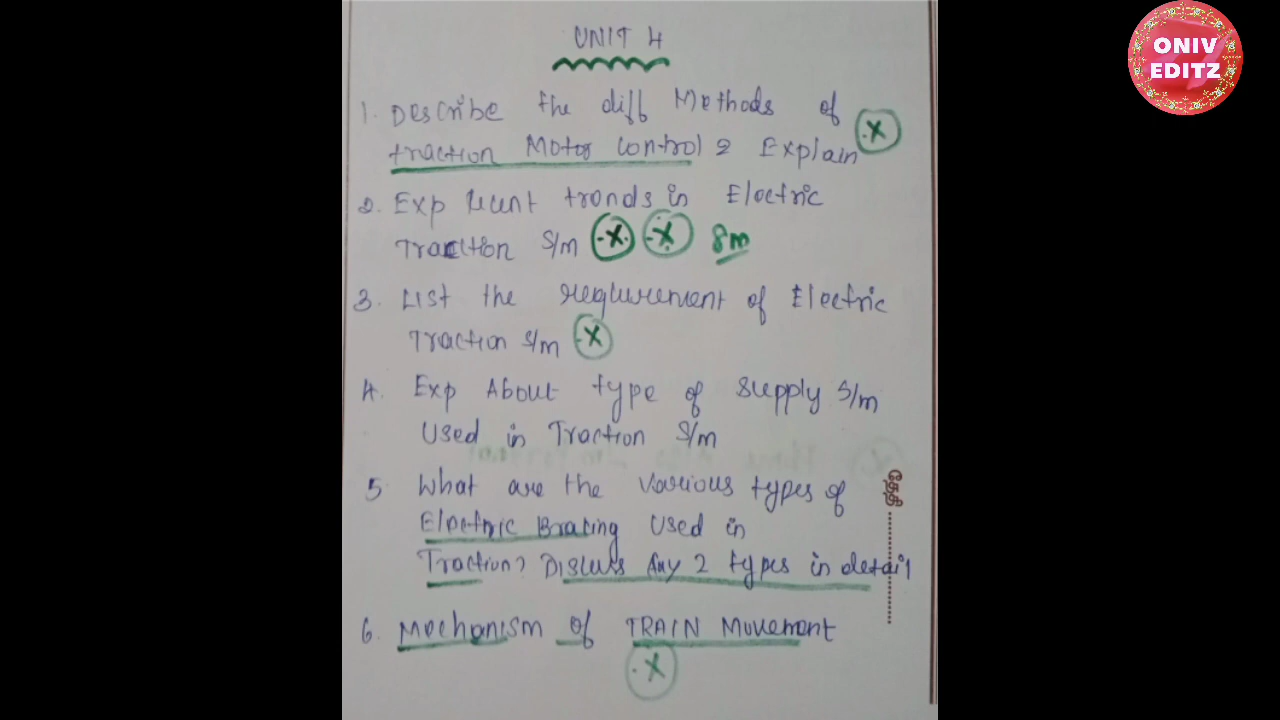 UNIT 4
1. Describe the diff Methods of
traction Motor control & Explain
2. Exp recent trends in Electric
Traction S/m 8m
3. List the requirement of Electric
Traction S/m
4. Exp About type of supply S/m
Used in Traction S/m
5. What are the various types of
Electric Braking Used in
Traction? Discuss Any 2 types in detail
6. Mechanism of TRAIN Movement
தேதி
ONIV
EDITZ